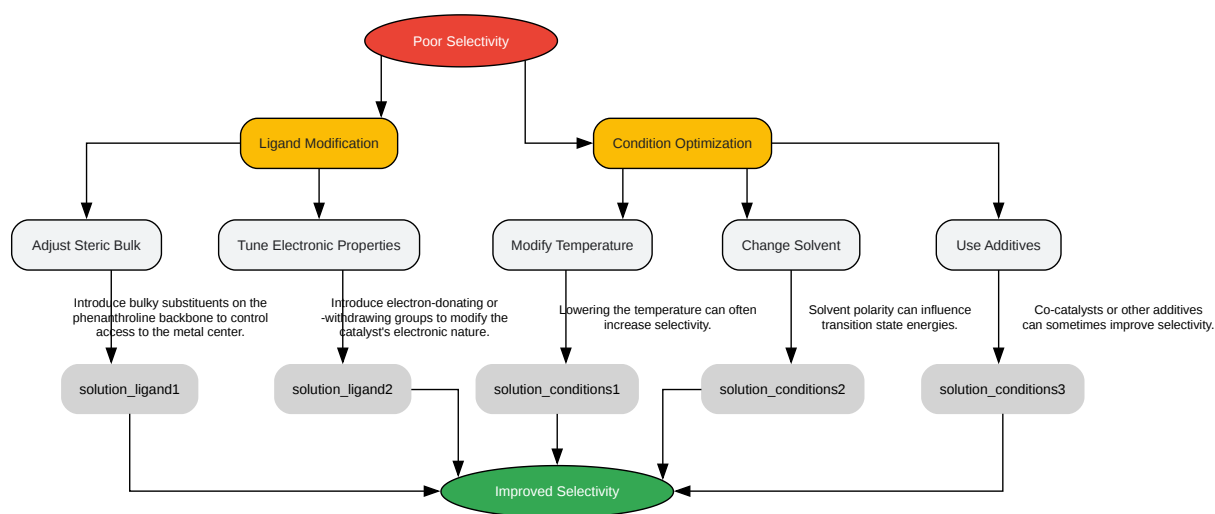 Poor Selectivity
Ligand Modification
Condition Optimization
Adjust Steric Bulk
Tune Electronic Properties
Modify Temperature
Change Solvent
Use Additives
Introduce bulky substituents on the
phenanthroline backbone to control
access to the metal center.
Introduce electron-donating or
-withdrawing groups to modify the
catalyst's electronic nature.
Lowering the temperature can often
increase selectivity.
Solvent polarity can influence
transition state energies.
Co-catalysts or other additives
can sometimes improve selectivity.
solution_ligand1
solution_ligand2
solution_conditions1
solution_conditions2
solution_conditions3
Improved Selectivity